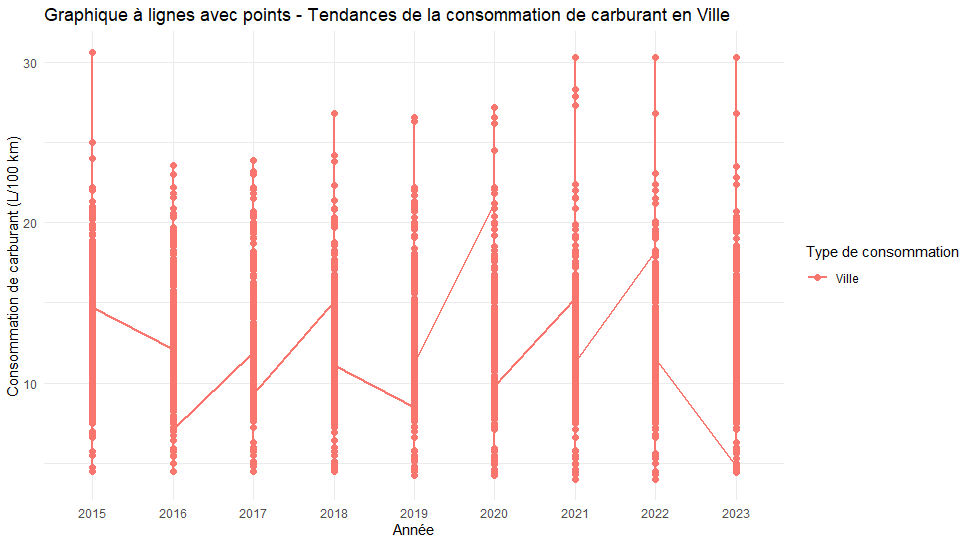 Graphique à lignes avec points - Tendances de la consommation de carburant en Ville
Consommation de carburant (L/100 km)
30
20
10
2015 2016 2017 2018 2019 2020 2021 2022 2023
Année
Type de consommation
Ville